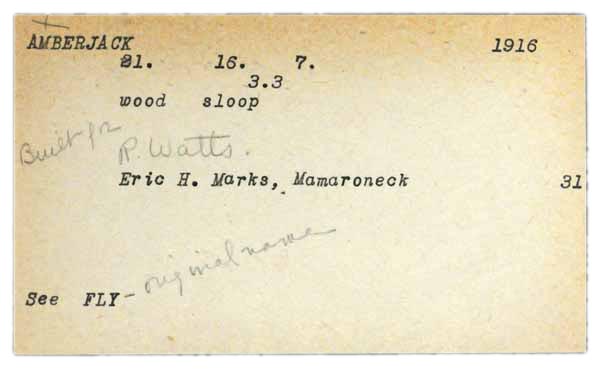 AMBERJACK 1916
21. 16. 7.
3.3
wood sloop
Built for
R. Watts.
Eric H. Marks, Mamaroneck 31
See FLY - original name